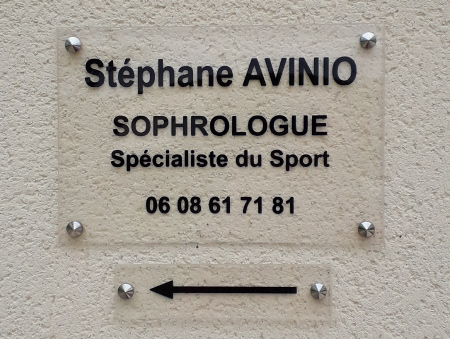 Stéphane AVINIO
SOPHROLOGUE
Spécialiste du Sport
06 08 61 71 81